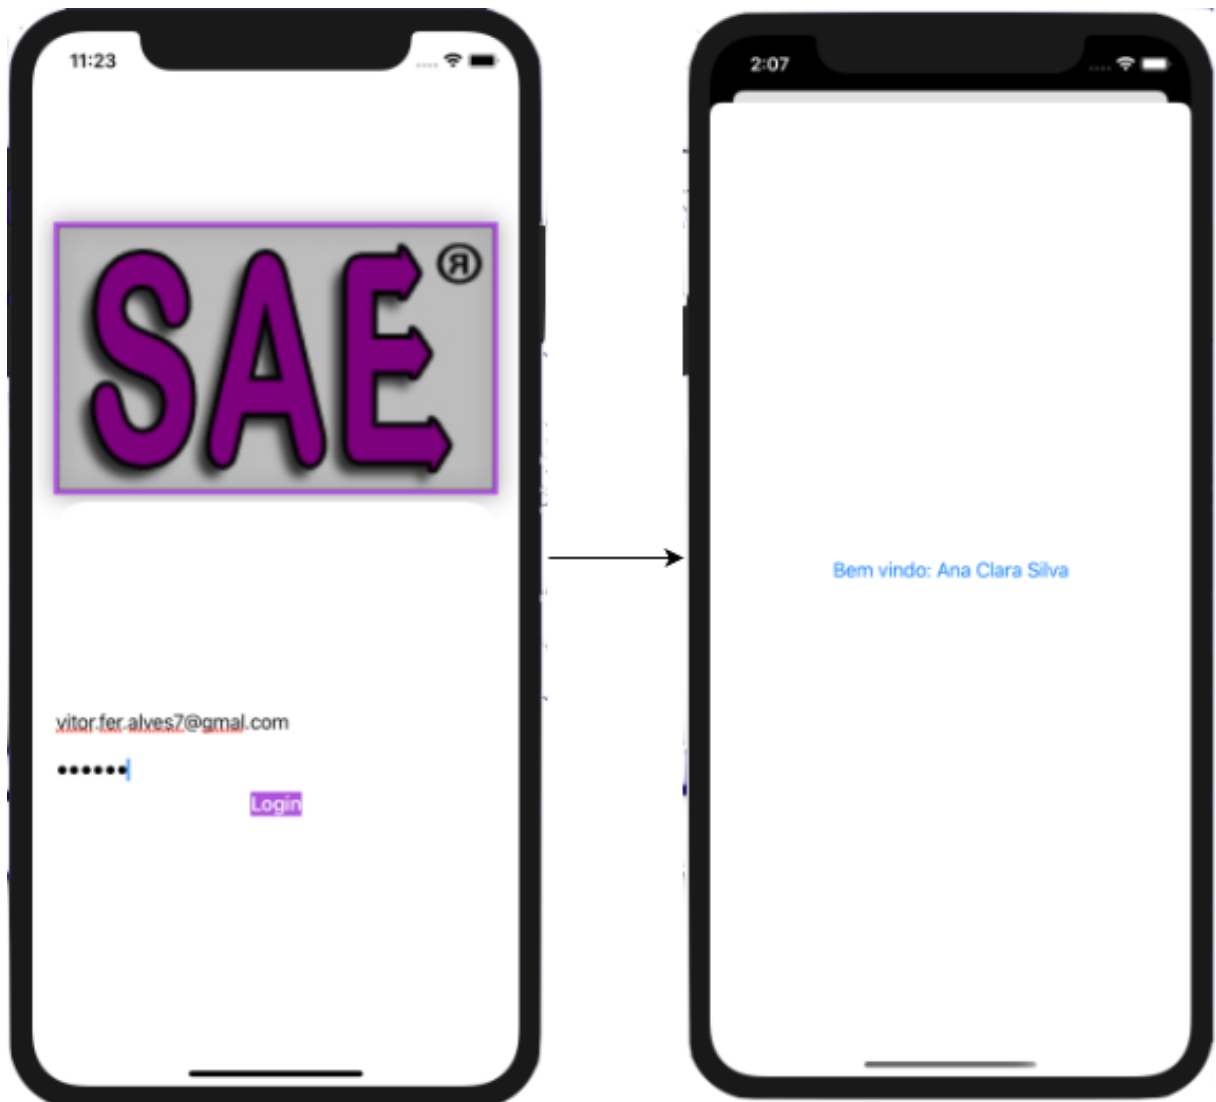 11:23
SAE®
vitor.fer.alves7@gmal.com
••••••
Login
2:07
Bem vindo: Ana Clara Silva